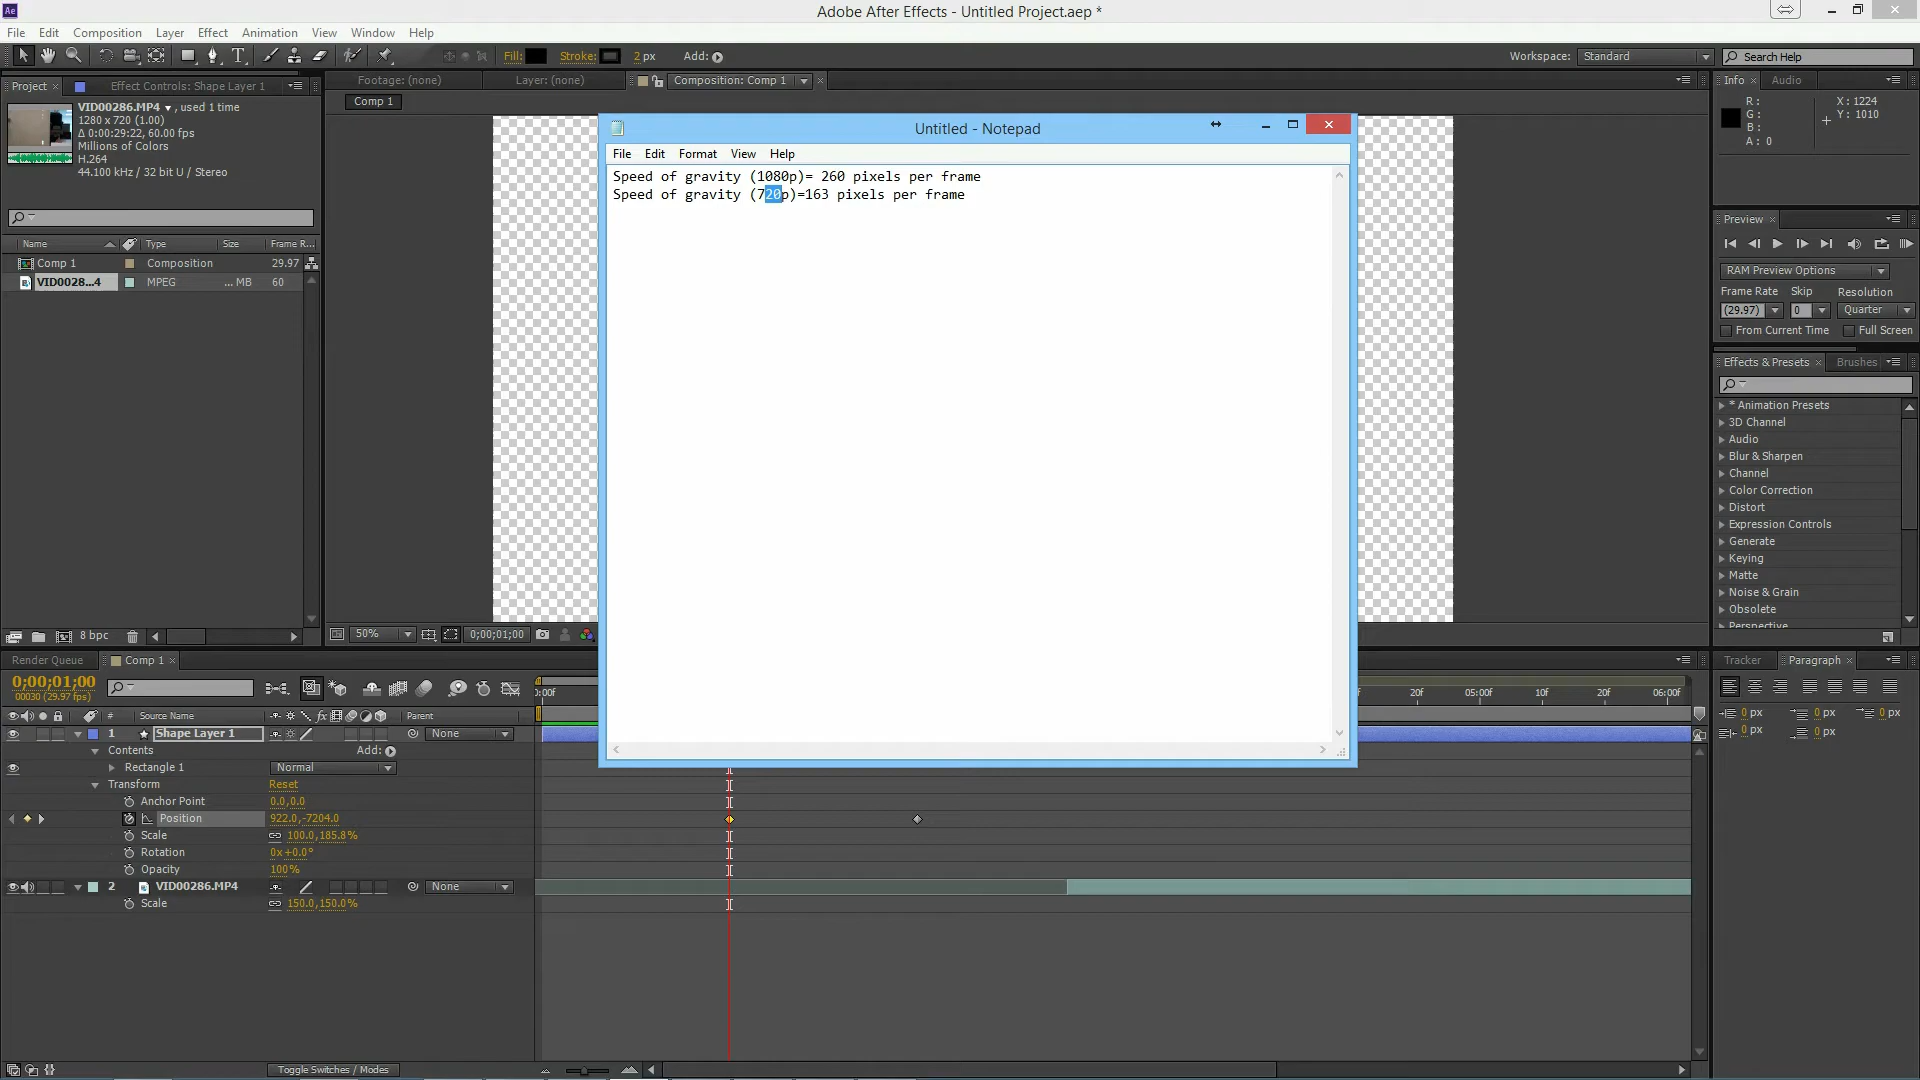 Adobe After Effects - Untitled Project.aep *
File Edit Composition Layer Effect Animation View Window Help
Fill: Stroke: 2 px Add:
Workspace: Standard
Search Help
Project Effect Controls: Shape Layer 1
Footage: (none) Layer: (none) Composition: Comp 1
Info Audio
VID00286.MP4 , used 1 time
1280 x 720 (1.00)
Δ 0:00:29:22, 60.00 fps
Millions of Colors
H.264
44.100 kHz / 32 bit U / Stereo
Comp 1
R: X: 1224
G: Y: 1010
B:
A: 0
Untitled - Notepad
File Edit Format View Help
Speed of gravity (1080p)= 260 pixels per frame
Speed of gravity (720p)=163 pixels per frame
Name Type Size Frame R...
Comp 1 Composition 29.97
VID0028...4 MPEG ... MB 60
Preview
RAM Preview Options
Frame Rate Skip Resolution
(29.97) 0 Quarter
From Current Time Full Screen
Effects & Presets Brushes
* Animation Presets
3D Channel
Audio
Blur & Sharpen
Channel
Color Correction
Distort
Expression Controls
Generate
Keying
Matte
Noise & Grain
Obsolete
Perspective
8 bpc
50% 0;00;01;00
Render Queue Comp 1
Tracker Paragraph
0;00;01;00
00030 (29.97 fps)
0:00f 20f 05:00f 10f 20f 06:00f
# Source Name Parent
1 Shape Layer 1 None
Contents Add:
Rectangle 1 Normal
Transform Reset
Anchor Point 0.0,0.0
Position 922.0,-7204.0
Scale 100.0,185.8%
Rotation 0x+0.0°
Opacity 100%
2 VID00286.MP4 None
Scale 150.0,150.0%
0 px 0 px 0 px
0 px 0 px
Toggle Switches / Modes